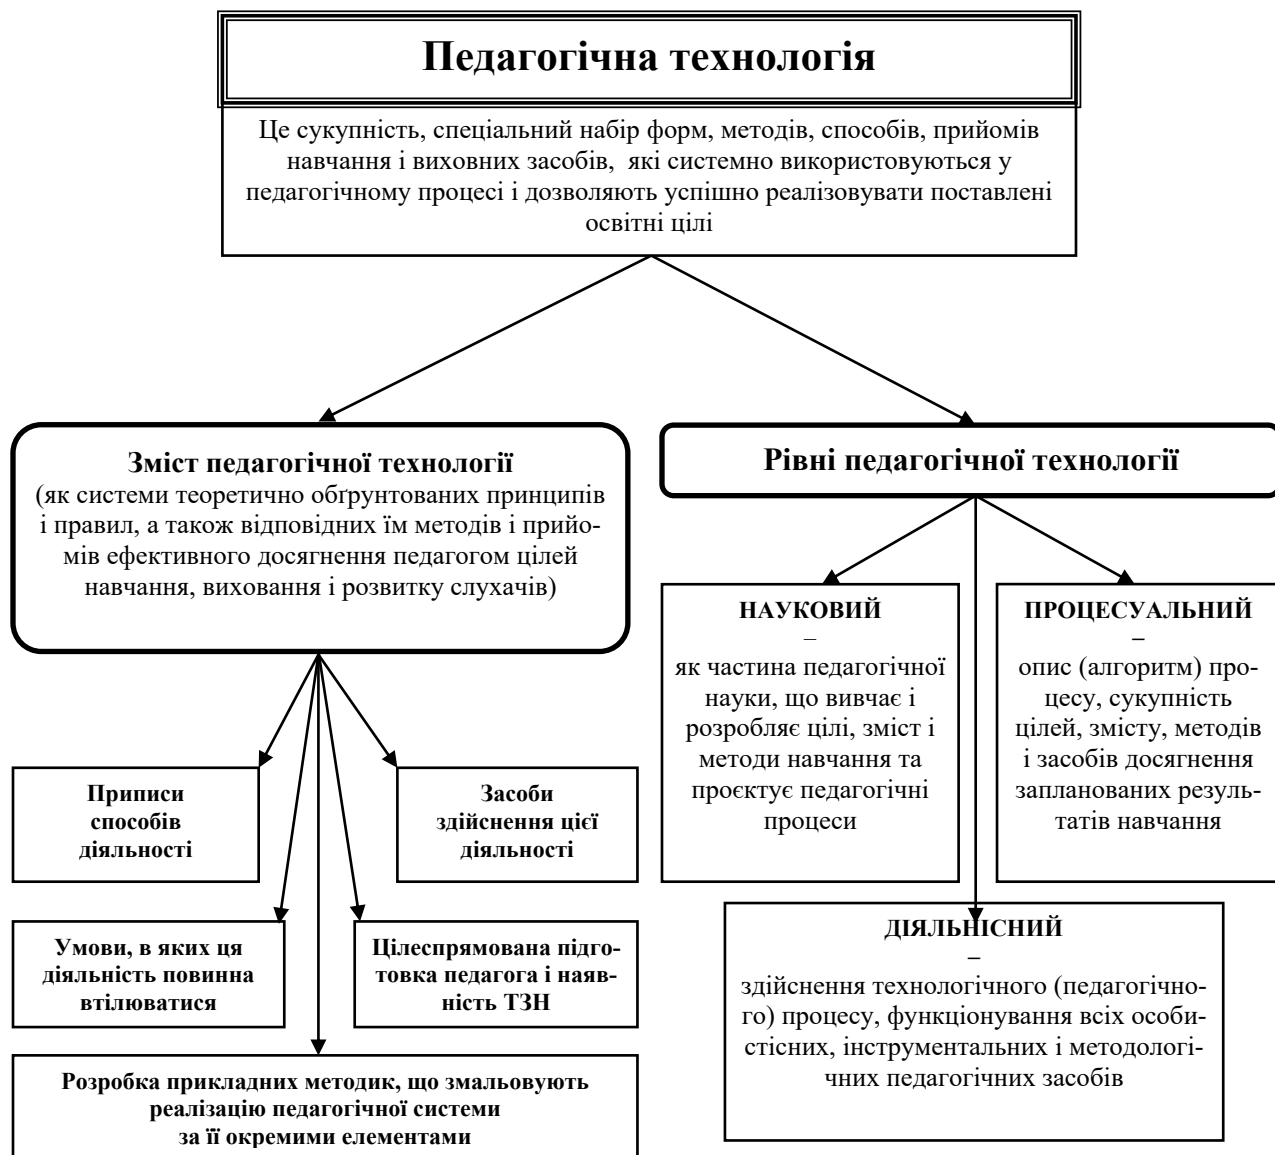 Педагогічна технологія
Це сукупність, спеціальний набір форм, методів, способів, прийомів
навчання і виховних засобів, які системно використовуються у
педагогічному процесі і дозволяють успішно реалізовувати поставлені
освітні цілі
Зміст педагогічної технології
(як системи теоретично обґрунтованих принципів
і правил, а також відповідних їм методів і прийо-
мів ефективного досягнення педагогом цілей
навчання, виховання і розвитку слухачів)
Рівні педагогічної технології
НАУКОВИЙ
–
як частина педагогічної
науки, що вивчає і
розробляє цілі, зміст і
методи навчання та
проєктує педагогічні
процеси
ПРОЦЕСУАЛЬНИЙ
–
опис (алгоритм) про-
цесу, сукупність
цілей, змісту, методів
і засобів досягнення
запланованих резуль-
татів навчання
Приписи
способів
діяльності
Засоби
здійснення цієї
діяльності
Умови, в яких ця
діяльність повинна
втілюватися
Цілеспрямована підго-
товка педагога і наяв-
ність ТЗН
ДІЯЛЬНІСНИЙ
–
здійснення технологічного (педагогічно-
го) процесу, функціонування всіх особи-
стісних, інструментальних і методологі-
чних педагогічних засобів
Розробка прикладних методик, що змальовують
реалізацію педагогічної системи
за її окремими елементами